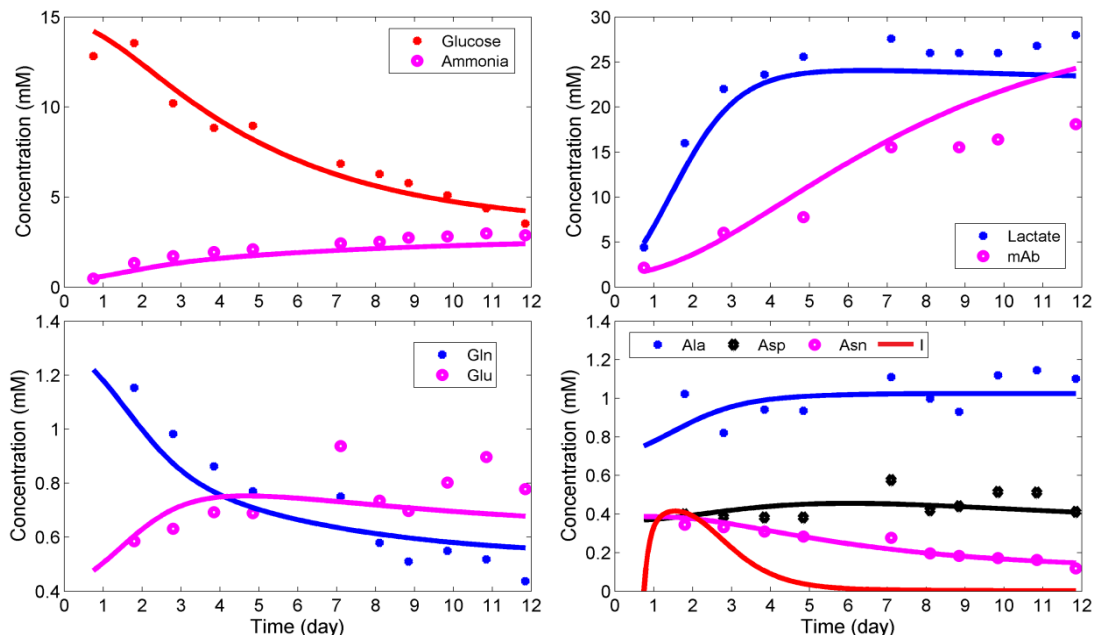 Concentration (mM)
15
10
5
0
Glucose
Ammonia
0 1 2 3 4 5 6 7 8 9 10 11 12
Concentration (mM)
30
25
20
15
10
5
0
Lactate
mAb
0 1 2 3 4 5 6 7 8 9 10 11 12
Concentration (mM)
1.4
1.2
1
0.8
0.6
0.4
Gln
Glu
0 1 2 3 4 5 6 7 8 9 10 11 12
Time (day)
Concentration (mM)
1.4
1.2
1
0.8
0.6
0.4
0.2
0
Ala Asp Asn I
0 1 2 3 4 5 6 7 8 9 10 11 12
Time (day)